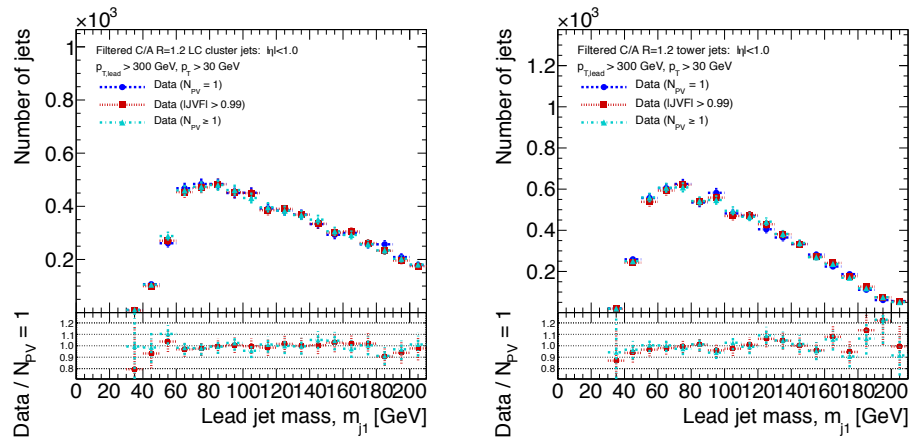 ×10³
Number of jets
1
0.8
0.6
0.4
0.2
Filtered C/A R=1.2 LC cluster jets: |η|<1.0
p_T,lead > 300 GeV, p_T > 30 GeV
Data (N_PV = 1)
Data (|JVF| > 0.99)
Data (N_PV ≥ 1)
Data / N_PV = 1
1.2
1.1
1.0
0.9
0.8
0 20 40 60 80 100 120 140 160 180 200
Lead jet mass, m_j1 [GeV]
×10³
Number of jets
1.2
1
0.8
0.6
0.4
0.2
Filtered C/A R=1.2 tower jets: |η|<1.0
p_T,lead > 300 GeV, p_T > 30 GeV
Data (N_PV = 1)
Data (|JVF| > 0.99)
Data (N_PV ≥ 1)
Data / N_PV = 1
1.2
1.1
1.0
0.9
0.8
0 20 40 60 80 100 120 140 160 180 200
Lead jet mass, m_j1 [GeV]